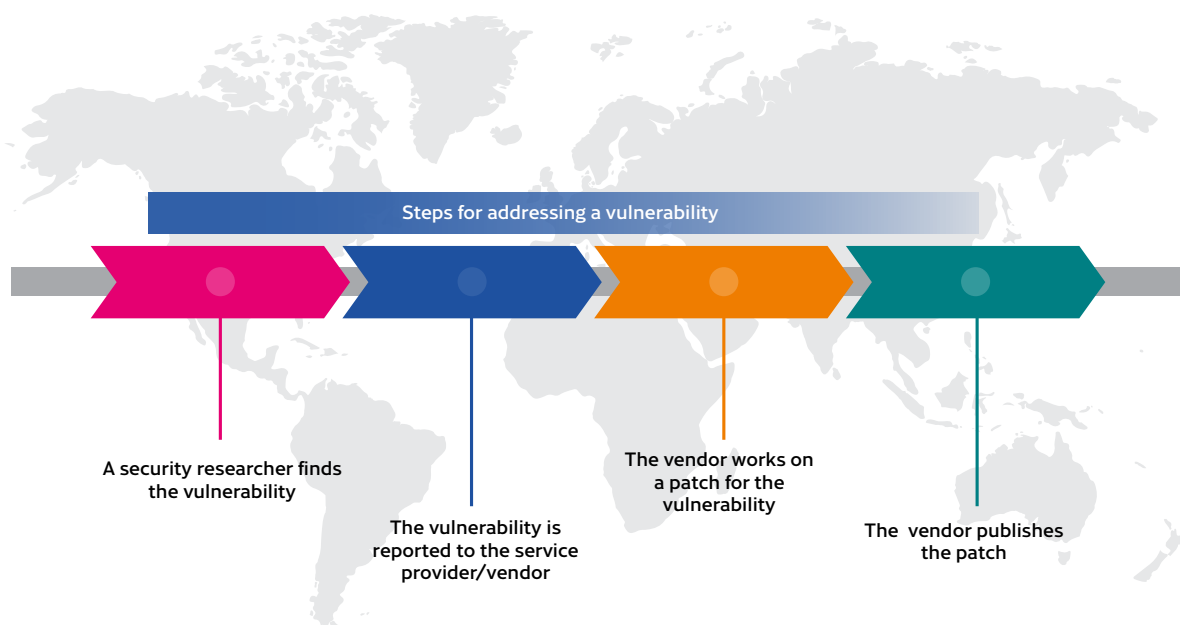 Steps for addressing a vulnerability
A security researcher finds
the vulnerability
The vulnerability is
reported to the service
provider/vendor
The vendor works on
a patch for the
vulnerability
The  vendor publishes
the patch